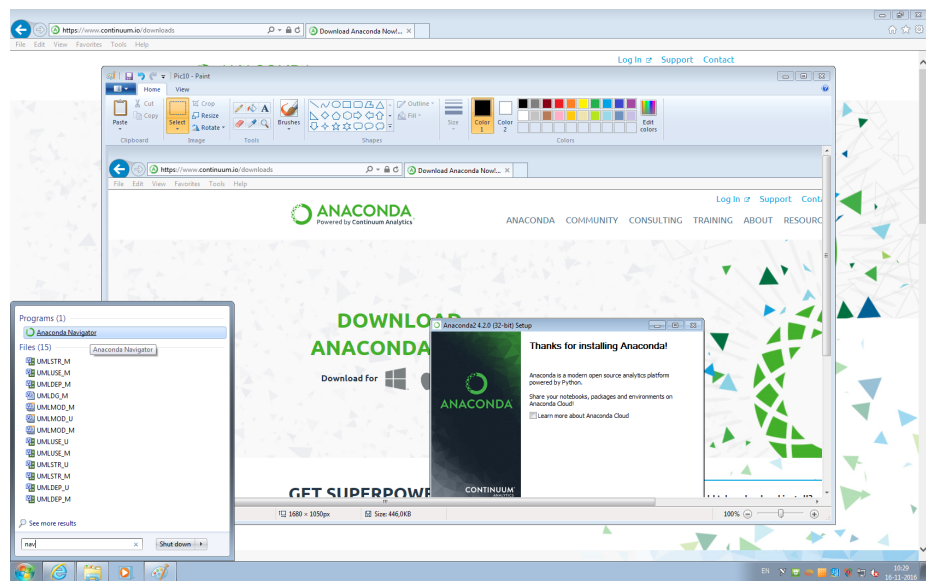 https://www.continuum.io/downloads
Download Anaconda Now!...
File Edit View Favorites Tools Help
Log In Support Contact
Pic10 - Paint
Home View
Cut
Copy
Paste
Clipboard
Crop
Resize
Rotate
Select
Image
Tools
Brushes
Outline
Fill
Shapes
Size
Color 1
Color 2
Edit colors
Colors
https://www.continuum.io/downloads
Download Anaconda Now!...
File Edit View Favorites Tools Help
Log In Support
ANACONDA
Powered by Continuum Analytics
ANACONDA COMMUNITY CONSULTING TRAINING ABOUT RESOURC
DOWNLOAD
ANACONDA
Download for
GET SUPERPOWE
Anaconda2 4.2.0 (32-bit) Setup
Thanks for installing Anaconda!
Anaconda is a modern open source analytics platform
powered by Python.
Share your notebooks, packages and environments on
Anaconda Cloud!
Learn more about Anaconda Cloud
ANACONDA
CONTINUUM
ANALYTICS
1680 × 1050px
Size: 446,0KB
100%
Programs (1)
Anaconda Navigator
Anaconda Navigator
Files (15)
UMLSTR_M
UMLUSE_M
UMLDEP_M
UMLDG_M
UMLMOD_M
UMLMOD_U
UMLMOD_M
UMLUSE_U
UMLUSE_M
UMLSTR_U
UMLSTR_M
UMLDEP_U
UMLDEP_M
See more results
nav
Shut down
EN
10:29
16-11-2016